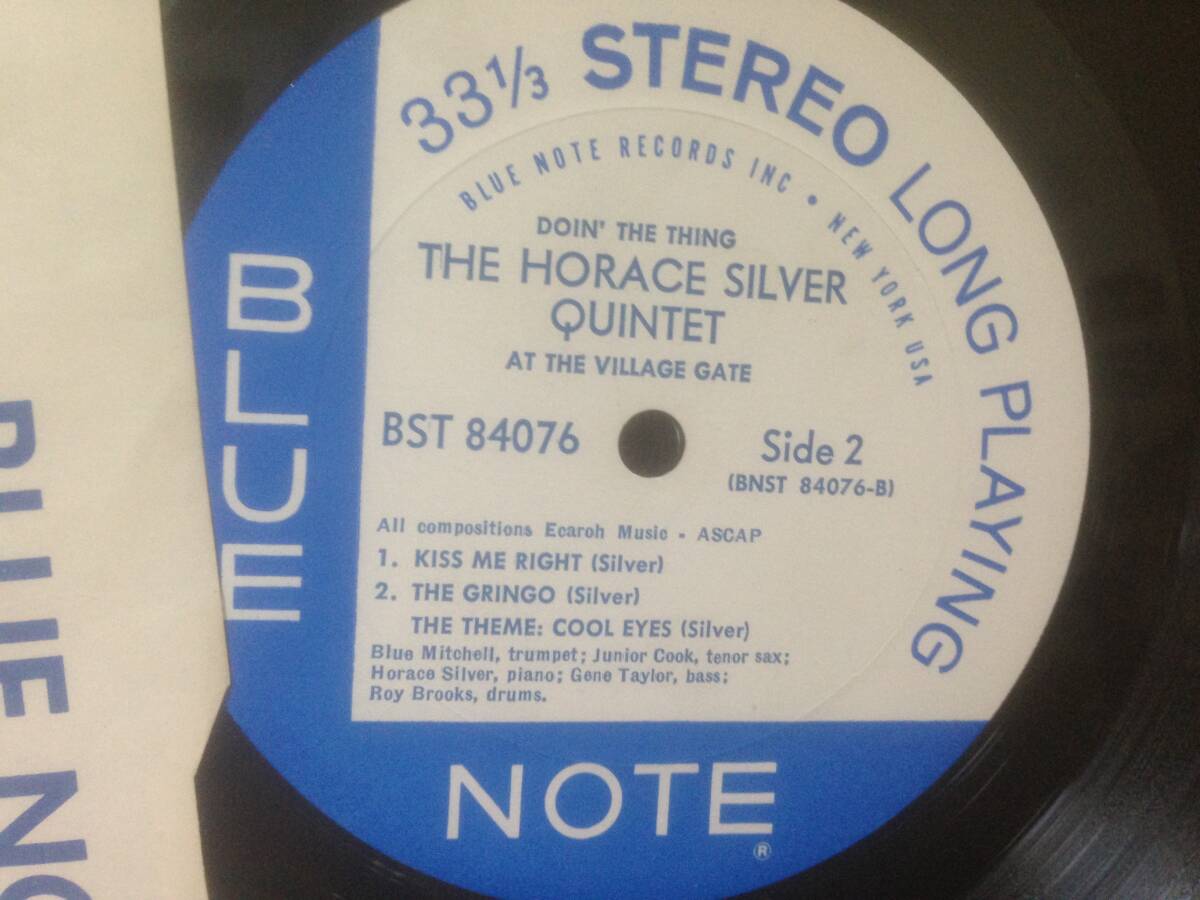 33⅓ STEREO LONG PLAYING
BLUE NOTE RECORDS INC • NEW YORK USA
DOIN' THE THING
THE HORACE SILVER
QUINTET
AT THE VILLAGE GATE
BST 84076
Side 2
(BNST 84076-B)
All compositions Ecaroh Music - ASCAP
1. KISS ME RIGHT (Silver)
2. THE GRINGO (Silver)
THE THEME: COOL EYES (Silver)
Blue Mitchell, trumpet; Junior Cook, tenor sax;
Horace Silver, piano; Gene Taylor, bass;
Roy Brooks, drums.
BLUE
NOTE
®
BLUE NO